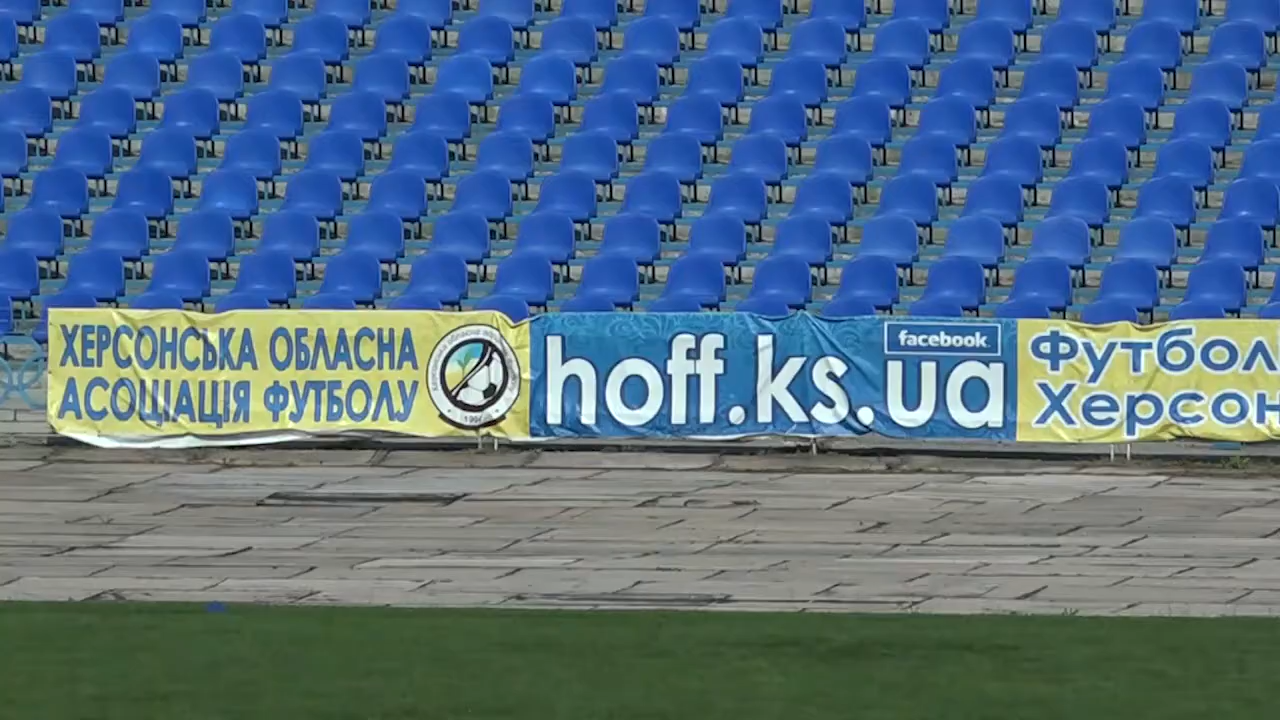 ХЕРСОНСЬКА ОБЛАСНА
АСОЦІАЦІЯ ФУТБОЛУ
hoff.ks.ua
facebook
Футбол
Херсон